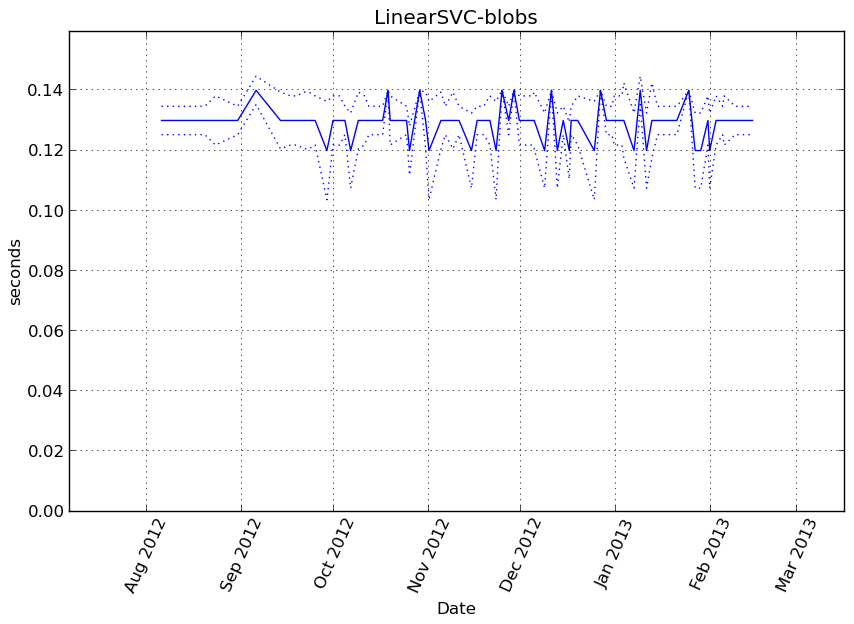 LinearSVC-blobs
0.14
0.12
0.10
0.08
0.06
0.04
0.02
0.00
seconds
Aug 2012
Sep 2012
Oct 2012
Nov 2012
Dec 2012
Jan 2013
Feb 2013
Mar 2013
Date